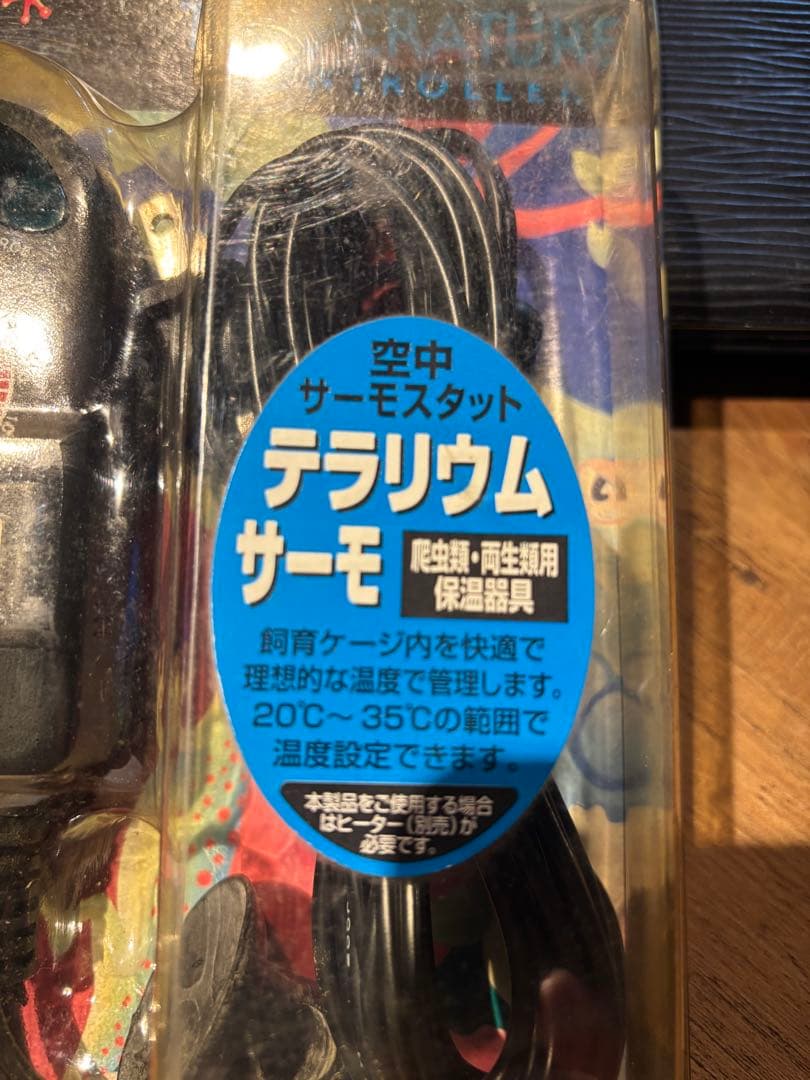 空中
サーモスタット
テラリウム
サーモ
爬虫類・両生類用
保温器具
飼育ケージ内を快適で
理想的な温度で管理します。
20℃～35℃の範囲で
温度設定できます。
本製品をご使用する場合
はヒーター(別売)が
必要です。